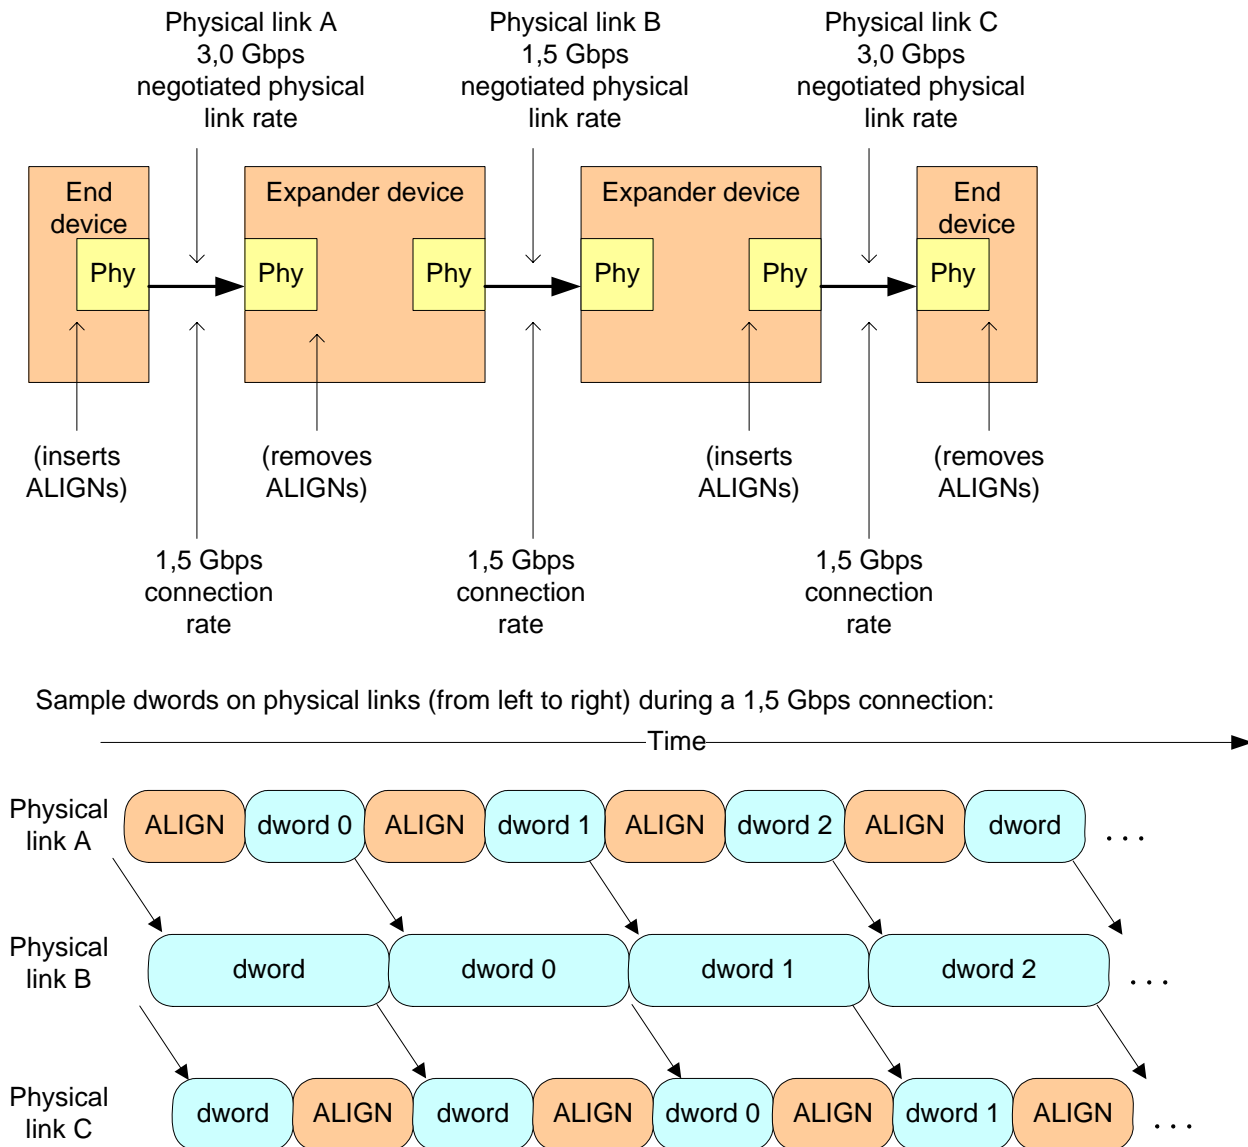 Physical link A
3,0 Gbps
negotiated physical
link rate
Physical link B
1,5 Gbps
negotiated physical
link rate
Physical link C
3,0 Gbps
negotiated physical
link rate
End
device
Expander device
Expander device
End
device
Phy
Phy
Phy
Phy
Phy
Phy
(inserts
ALIGNs)
(removes
ALIGNs)
(inserts
ALIGNs)
(removes
ALIGNs)
1,5 Gbps
connection
rate
1,5 Gbps
connection
rate
1,5 Gbps
connection
rate
Sample dwords on physical links (from left to right) during a 1,5 Gbps connection:
Time
Physical
link A
ALIGN dword 0 ALIGN dword 1 ALIGN dword 2 ALIGN dword . . .
Physical
link B
dword dword 0 dword 1 dword 2 . . .
Physical
link C
dword ALIGN dword ALIGN dword 0 ALIGN dword 1 ALIGN . . .